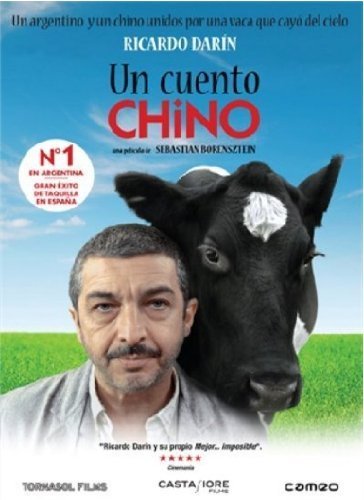 Un argentino y un chino unidos por una vaca que cayó del cielo
RICARDO DARÍN
Un cuento
CHiNO
una película de SEBASTIAN BORENSZTEIN
Nº1
EN ARGENTINA
GRAN ÉXITO
DE TAQUILLA
EN ESPAÑA
"Ricardo Darín y su propio Mejor... imposible".
★★★★
Cinemanía
TORNASOL FILMS
CASTAFIORE
FILMS
cameo